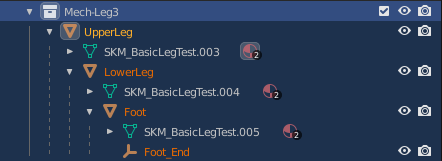 Mech-Leg3
UpperLeg
SKM_BasicLegTest.003 2
LowerLeg
SKM_BasicLegTest.004 2
Foot
SKM_BasicLegTest.005 2
Foot_End